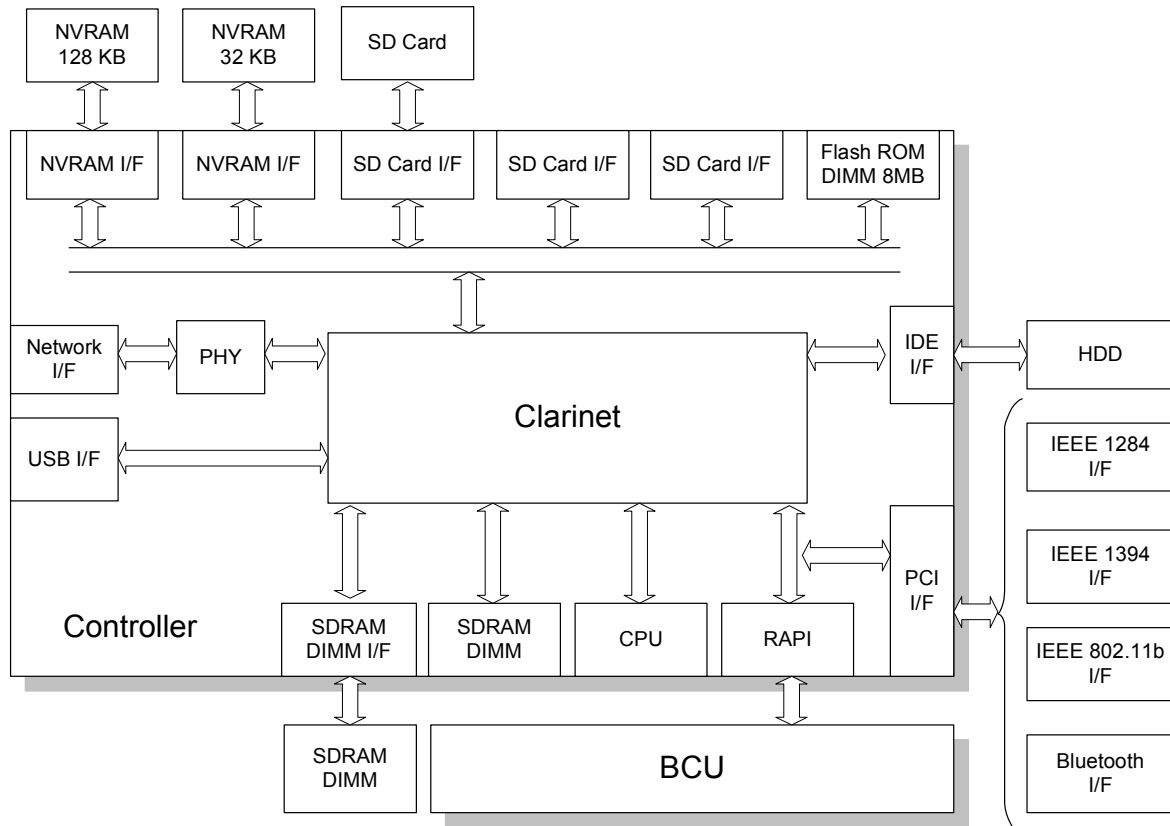 NVRAM
128 KB
NVRAM
32 KB
SD Card
NVRAM I/F
NVRAM I/F
SD Card I/F
SD Card I/F
SD Card I/F
Flash ROM
DIMM 8MB
Network
I/F
PHY
Clarinet
IDE
I/F
HDD
USB I/F
IEEE 1284
I/F
IEEE 1394
I/F
PCI
I/F
Controller
SDRAM
DIMM I/F
SDRAM
DIMM
CPU
RAPI
IEEE 802.11b
I/F
SDRAM
DIMM
BCU
Bluetooth
I/F